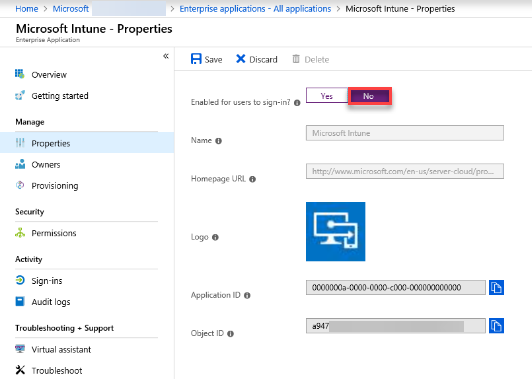 Home > Microsoft > Enterprise applications - All applications > Microsoft Intune - Properties
Microsoft Intune - Properties
Enterprise Application
«
Save Discard Delete
Overview
Getting started
Manage
Properties
Owners
Provisioning
Security
Permissions
Activity
Sign-ins
Audit logs
Troubleshooting + Support
Virtual assistant
Troubleshoot
Enabled for users to sign-in? Yes No
Name Microsoft Intune
Homepage URL http://www.microsoft.com/en-us/server-cloud/pro...
Logo
Application ID 0000000a-0000-0000-c000-000000000000
Object ID a947